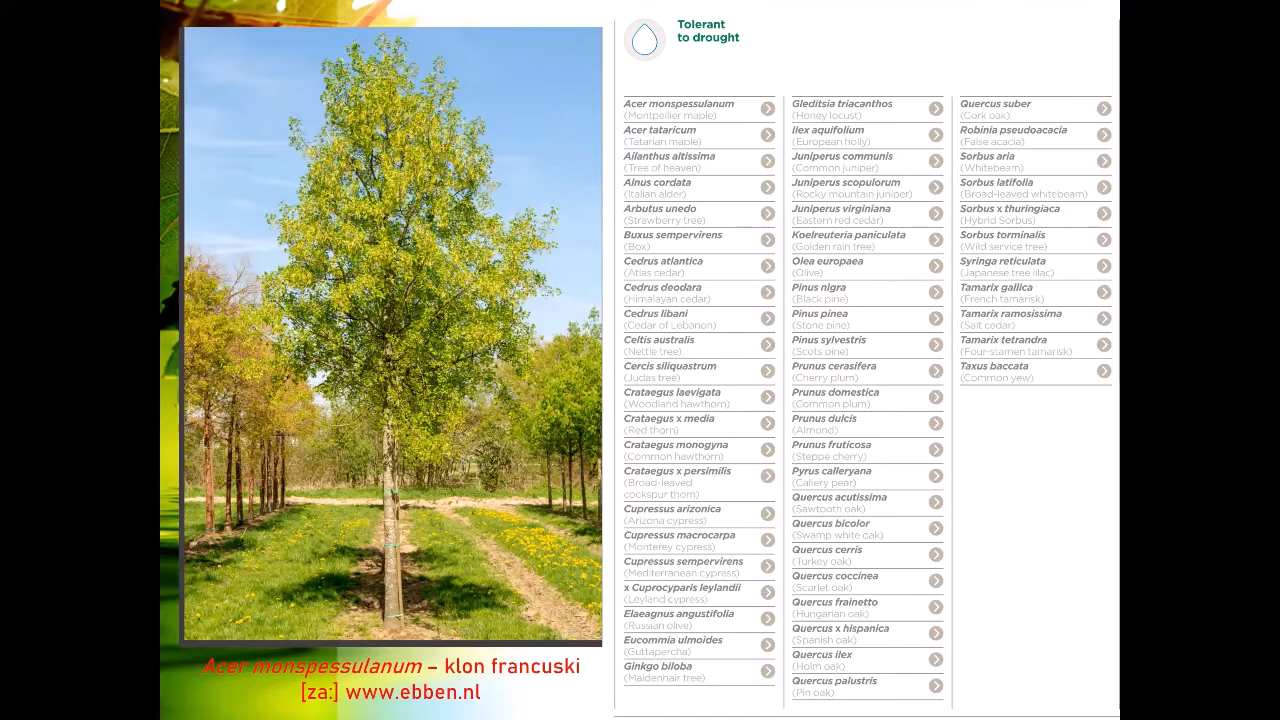 Tolerant
to drought
Acer monspessulanum
(Montpellier maple)
Acer tataricum
(Tatarian maple)
Ailanthus altissima
(Tree of heaven)
Alnus cordata
(Italian alder)
Arbutus unedo
(Strawberry tree)
Buxus sempervirens
(Box)
Cedrus atlantica
(Atlas cedar)
Cedrus deodara
(Himalayan cedar)
Cedrus libani
(Cedar of Lebanon)
Celtis australis
(Nettle tree)
Cercis siliquastrum
(Judas tree)
Crataegus laevigata
(Woodland hawthorn)
Crataegus x media
(Red thorn)
Crataegus monogyna
(Common hawthorn)
Crataegus x persimilis
(Broad-leaved
cockspur thorn)
Cupressus arizonica
(Arizona cypress)
Cupressus macrocarpa
(Monterey cypress)
Cupressus sempervirens
(Mediterranean cypress)
x Cuprocyparis leylandii
(Leyland cypress)
Elaeagnus angustifolia
(Russian olive)
Eucommia ulmoides
(Guttapercha)
Ginkgo biloba
(Maidenhair tree)
Gleditsia triacanthos
(Honey locust)
Ilex aquifolium
(European holly)
Juniperus communis
(Common juniper)
Juniperus scopulorum
(Rocky mountain juniper)
Juniperus virginiana
(Eastern red cedar)
Koelreuteria paniculata
(Golden rain tree)
Olea europaea
(Olive)
Pinus nigra
(Black pine)
Pinus pinea
(Stone pine)
Pinus sylvestris
(Scots pine)
Prunus cerasifera
(Cherry plum)
Prunus domestica
(Common plum)
Prunus dulcis
(Almond)
Prunus fruticosa
(Steppe cherry)
Pyrus calleryana
(Callery pear)
Quercus acutissima
(Sawtooth oak)
Quercus bicolor
(Swamp white oak)
Quercus cerris
(Turkey oak)
Quercus coccinea
(Scarlet oak)
Quercus frainetto
(Hungarian oak)
Quercus x hispanica
(Spanish oak)
Quercus ilex
(Holm oak)
Quercus palustris
(Pin oak)
Quercus suber
(Cork oak)
Robinia pseudoacacia
(False acacia)
Sorbus aria
(Whitebeam)
Sorbus latifolia
(Broad-leaved whitebeam)
Sorbus x thuringiaca
(Hybrid Sorbus)
Sorbus torminalis
(Wild service tree)
Syringa reticulata
(Japanese tree lilac)
Tamarix gallica
(French tamarisk)
Tamarix ramosissima
(Salt cedar)
Tamarix tetrandra
(Four-stamen tamarisk)
Taxus baccata
(Common yew)
Acer monspessulanum – klon francuski
[za:] www.ebben.nl